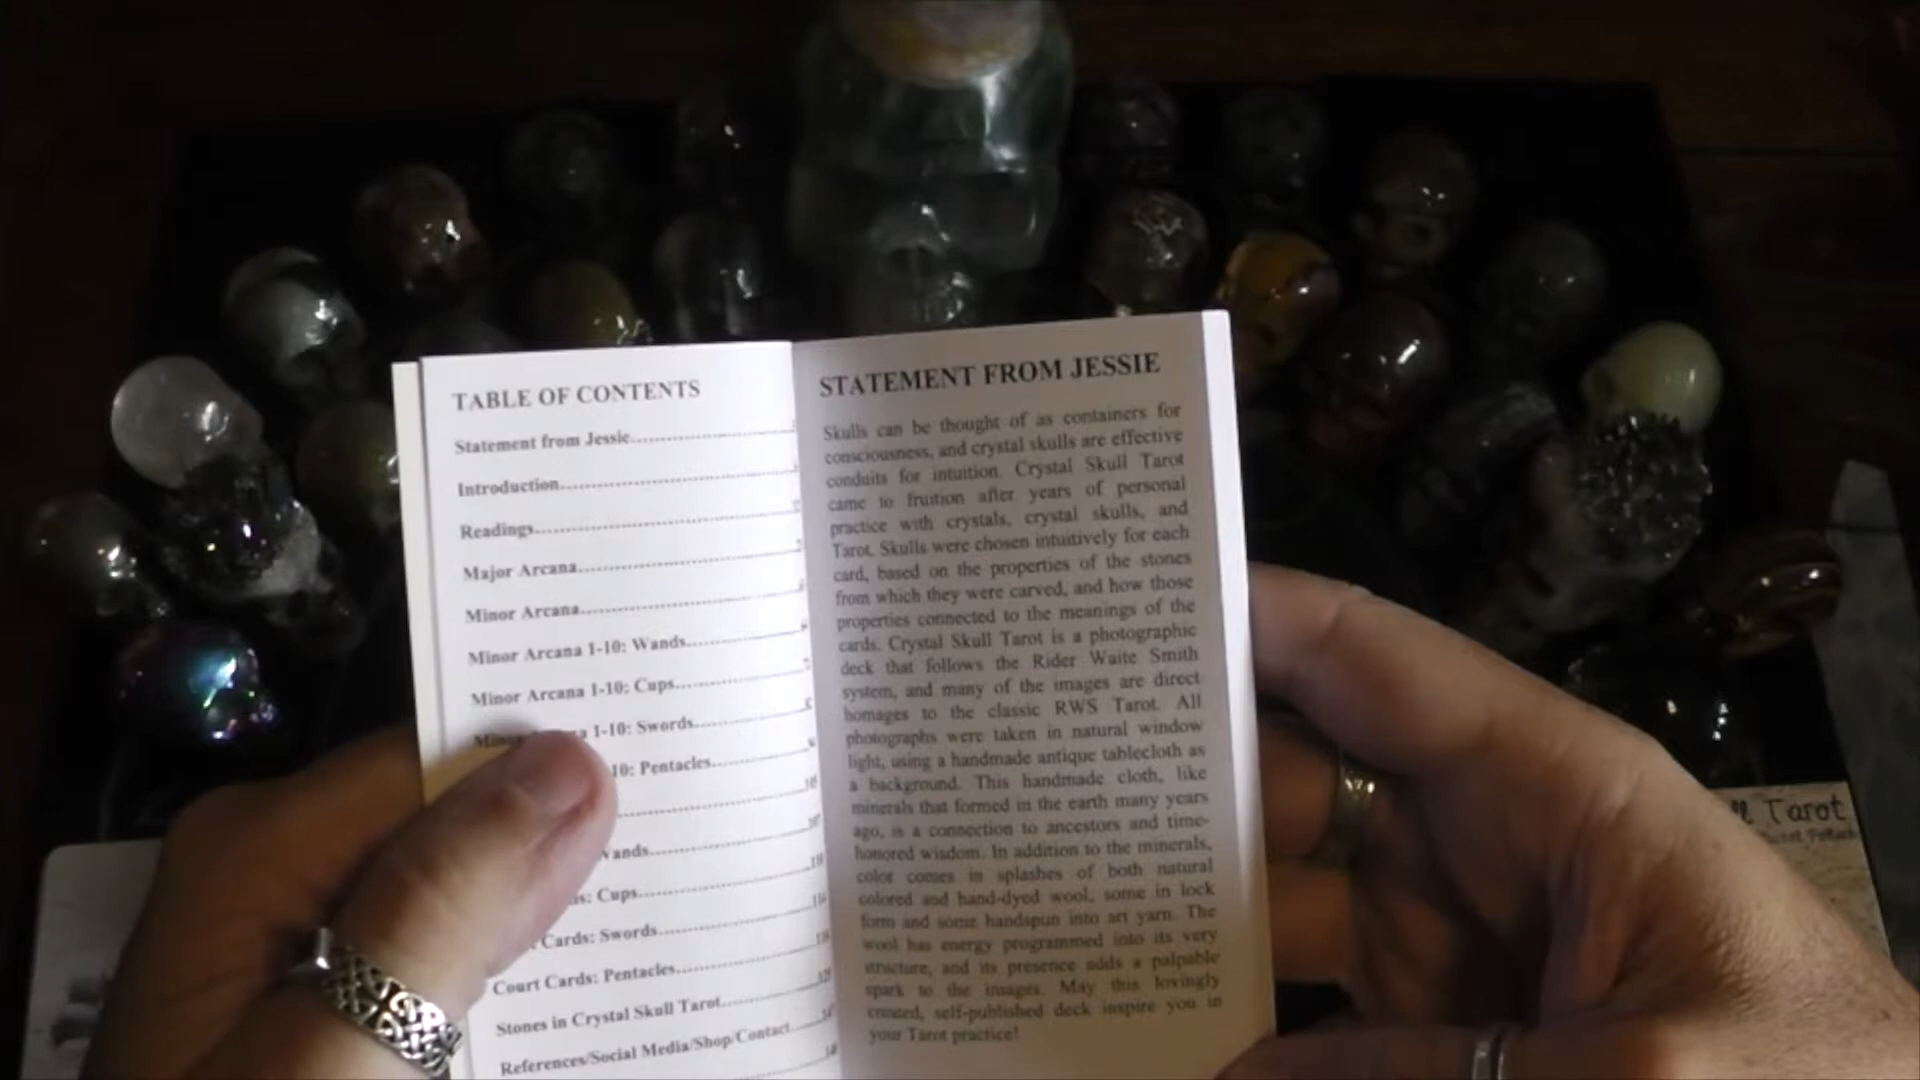 TABLE OF CONTENTS
Statement from Jessie
Introduction
Readings
Major Arcana
Minor Arcana
Minor Arcana 1-10: Wands
Minor Arcana 1-10: Cups
1-10: Swords
10: Pentacles
Cups
Cards: Swords
Court Cards: Pentacles
Stones in Crystal Skull Tarot
References/Social Media/Shop/Contact
STATEMENT FROM JESSIE
Skulls can be thought of as containers for
consciousness, and crystal skulls are effective
conduits for intuition. Crystal Skull Tarot
came to fruition after years of personal
practice with crystals, crystal skulls, and
Tarot. Skulls were chosen intuitively for each
card, based on the properties of the stones
from which they were carved, and how those
properties connected to the meanings of the
cards. Crystal Skull Tarot is a photographic
deck that follows the Rider Waite Smith
system, and many of the images are direct
homages to the classic RWS Tarot. All
photographs were taken in natural window
light, using a handmade antique tablecloth as
a background. This handmade cloth, like
minerals that formed in the earth many years
ago, is a connection to ancestors and time-
honored wisdom. In addition to the minerals,
color comes in splashes of both natural
colored and hand-dyed wool, some in lock
form and some handspun into art yarn. The
wool has energy programmed into its very
structure, and its presence adds a palpable
spark to the images. May this lovingly
created, self-published deck inspire you in
your Tarot practice!
Tarot